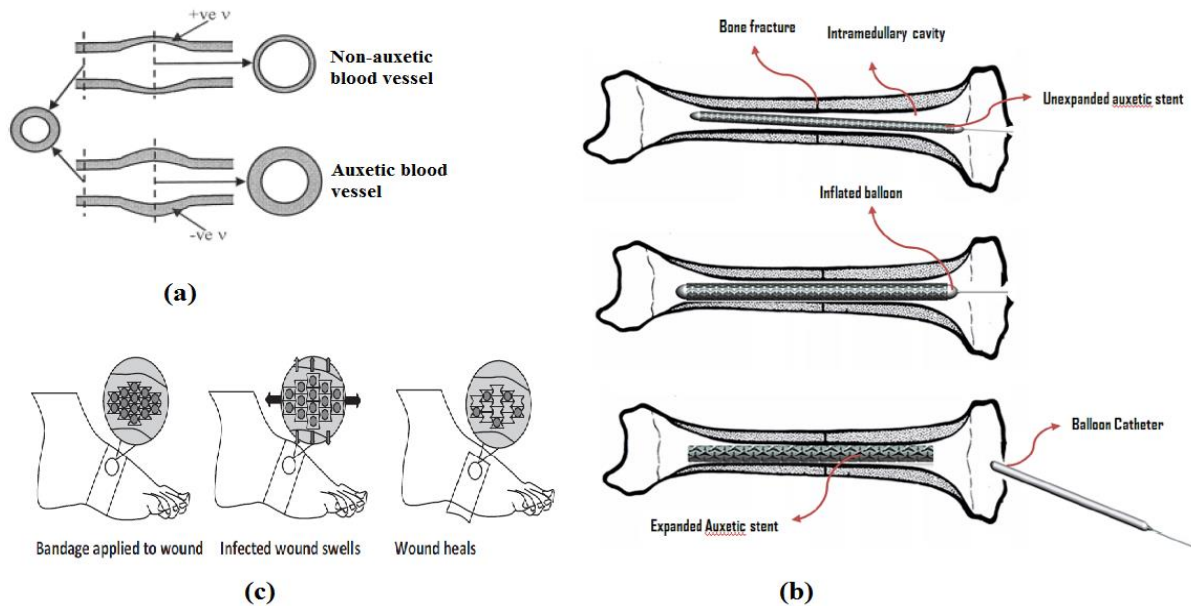 +ve ν
Non-auxetic
blood vessel
Auxetic blood
vessel
-ve ν
(a)
Bone fracture
Intramedullary cavity
Unexpanded auxetic stent
Inflated balloon
Balloon Catheter
Expanded Auxetic stent
(b)
Bandage applied to wound
Infected wound swells
Wound heals
(c)